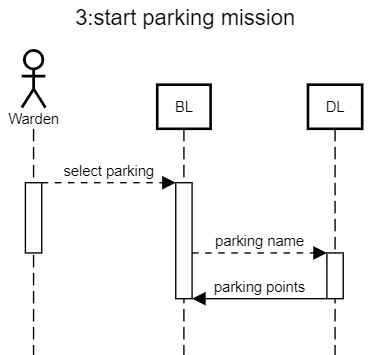 3:start parking mission
Warden
BL
DL
select parking
parking name
parking points